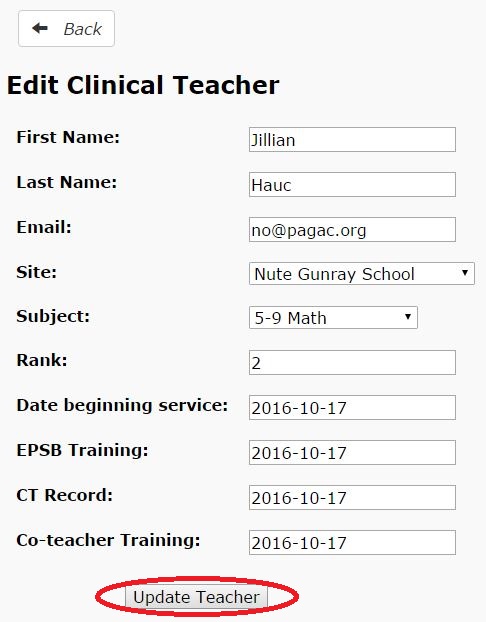 Back
Edit Clinical Teacher
First Name: Jillian
Last Name: Hauc
Email: no@pagac.org
Site: Nute Gunray School
Subject: 5-9 Math
Rank: 2
Date beginning service: 2016-10-17
EPSB Training: 2016-10-17
CT Record: 2016-10-17
Co-teacher Training: 2016-10-17
Update Teacher